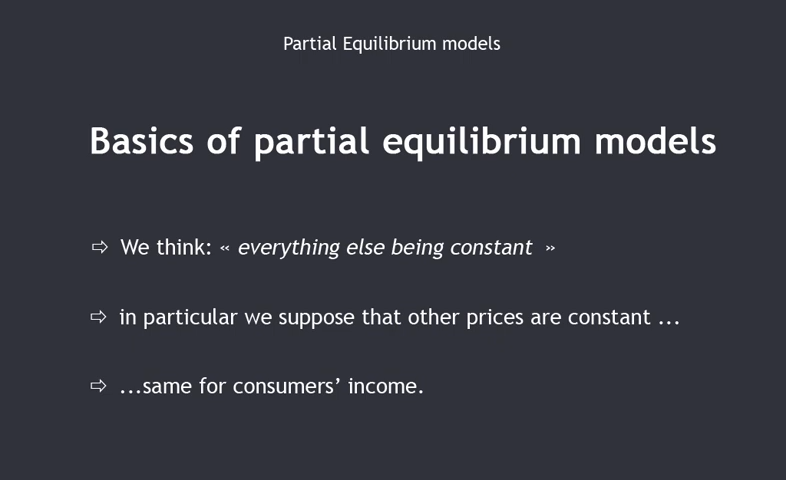 Partial Equilibrium models
Basics of partial equilibrium models
⇨ We think: « everything else being constant »
⇨ in particular we suppose that other prices are constant ...
⇨ ...same for consumers’ income.